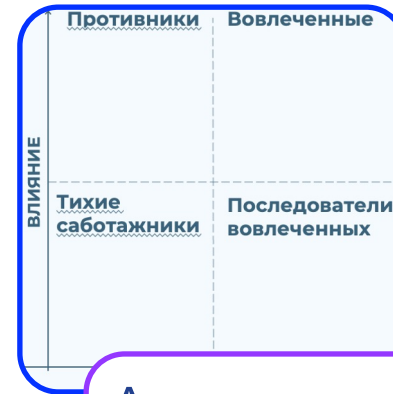 Противники
Вовлеченные
ВЛИЯНИЕ
Тихие
саботажники
Последователи
вовлеченных